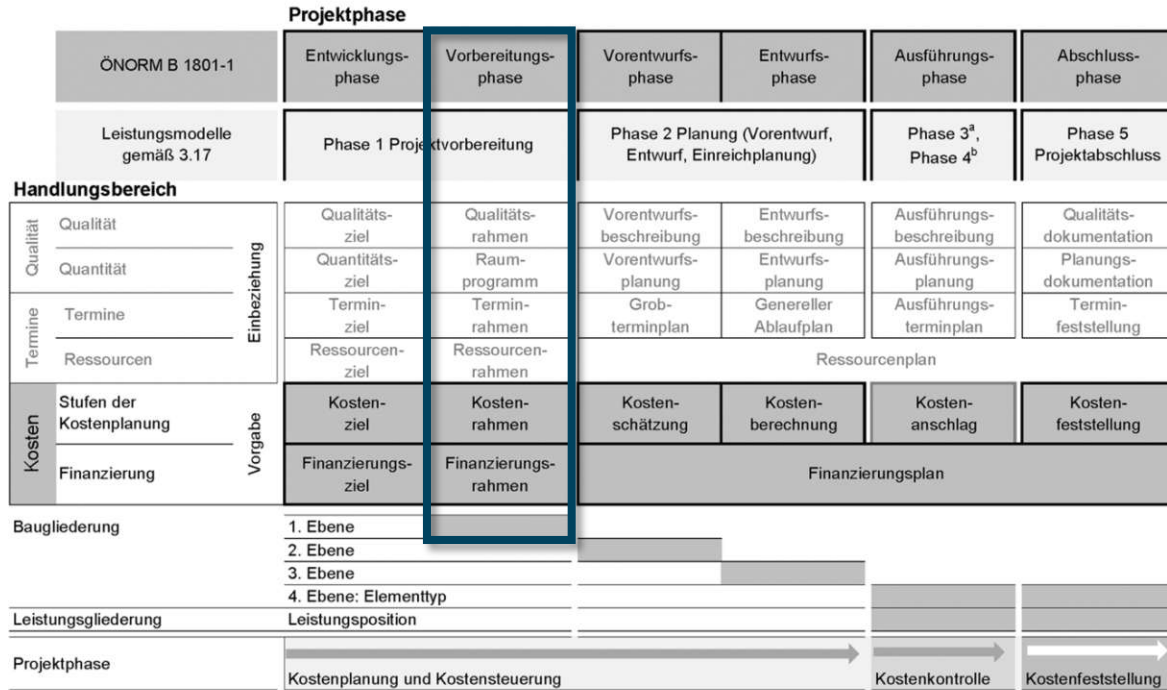 Projektphase
ÖNORM B 1801-1
Entwicklungs-
phase
Vorbereitungs-
phase
Vorentwurfs-
phase
Entwurfs-
phase
Ausführungs-
phase
Abschluss-
phase
Leistungsmodelle
gemäß 3.17
Phase 1 Projektvorbereitung
Phase 2 Planung (Vorentwurf,
Entwurf, Einreichplanung)
Phase 3a,
Phase 4b
Phase 5
Projektabschluss
Handlungsbereich
Qualität
Qualität
Einbeziehung
Qualitäts-
ziel
Qualitäts-
rahmen
Vorentwurfs-
beschreibung
Entwurfs-
beschreibung
Ausführungs-
beschreibung
Qualitäts-
dokumentation
Quantität
Quantitäts-
ziel
Raum-
programm
Vorentwurfs-
planung
Entwurfs-
planung
Ausführungs-
planung
Planungs-
dokumentation
Termine
Termine
Termin-
ziel
Termin-
rahmen
Grob-
terminplan
Genereller
Ablaufplan
Ausführungs-
terminplan
Termin-
feststellung
Ressourcen
Ressourcen-
ziel
Ressourcen-
rahmen
Ressourcenplan
Kosten
Stufen der
Kostenplanung
Vorgabe
Kosten-
ziel
Kosten-
rahmen
Kosten-
schätzung
Kosten-
berechnung
Kosten-
anschlag
Kosten-
feststellung
Finanzierung
Finanzierungs-
ziel
Finanzierungs-
rahmen
Finanzierungsplan
Baugliederung
1. Ebene
2. Ebene
3. Ebene
4. Ebene: Elementtyp
Leistungsgliederung
Leistungsposition
Projektphase
Kostenplanung und Kostensteuerung
Kostenkontrolle
Kostenfeststellung